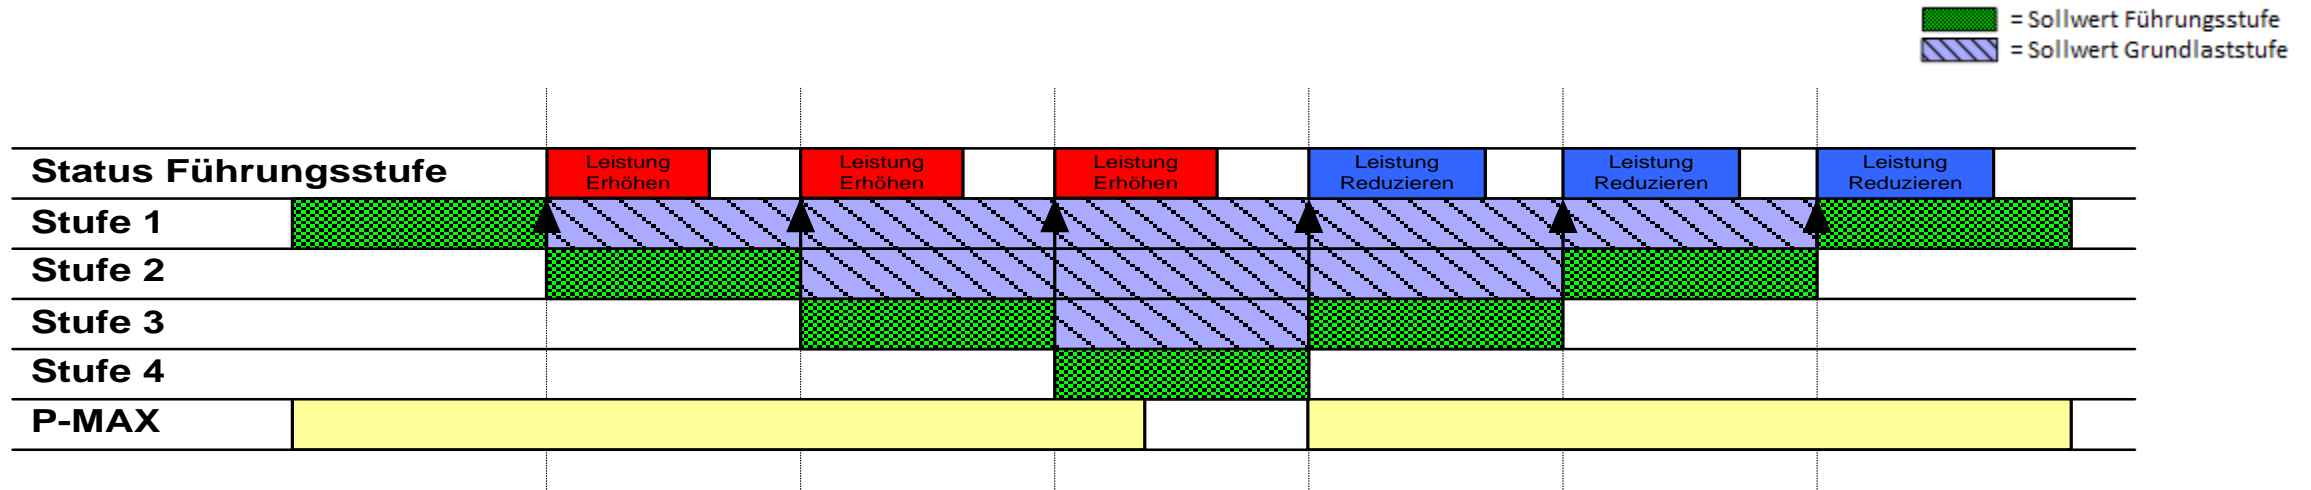 = Sollwert Führungsstufe
= Sollwert Grundlaststufe
Status Führungsstufe
Leistung
Erhöhen
Leistung
Erhöhen
Leistung
Erhöhen
Leistung
Reduzieren
Leistung
Reduzieren
Leistung
Reduzieren
Stufe 1
Stufe 2
Stufe 3
Stufe 4
P-MAX